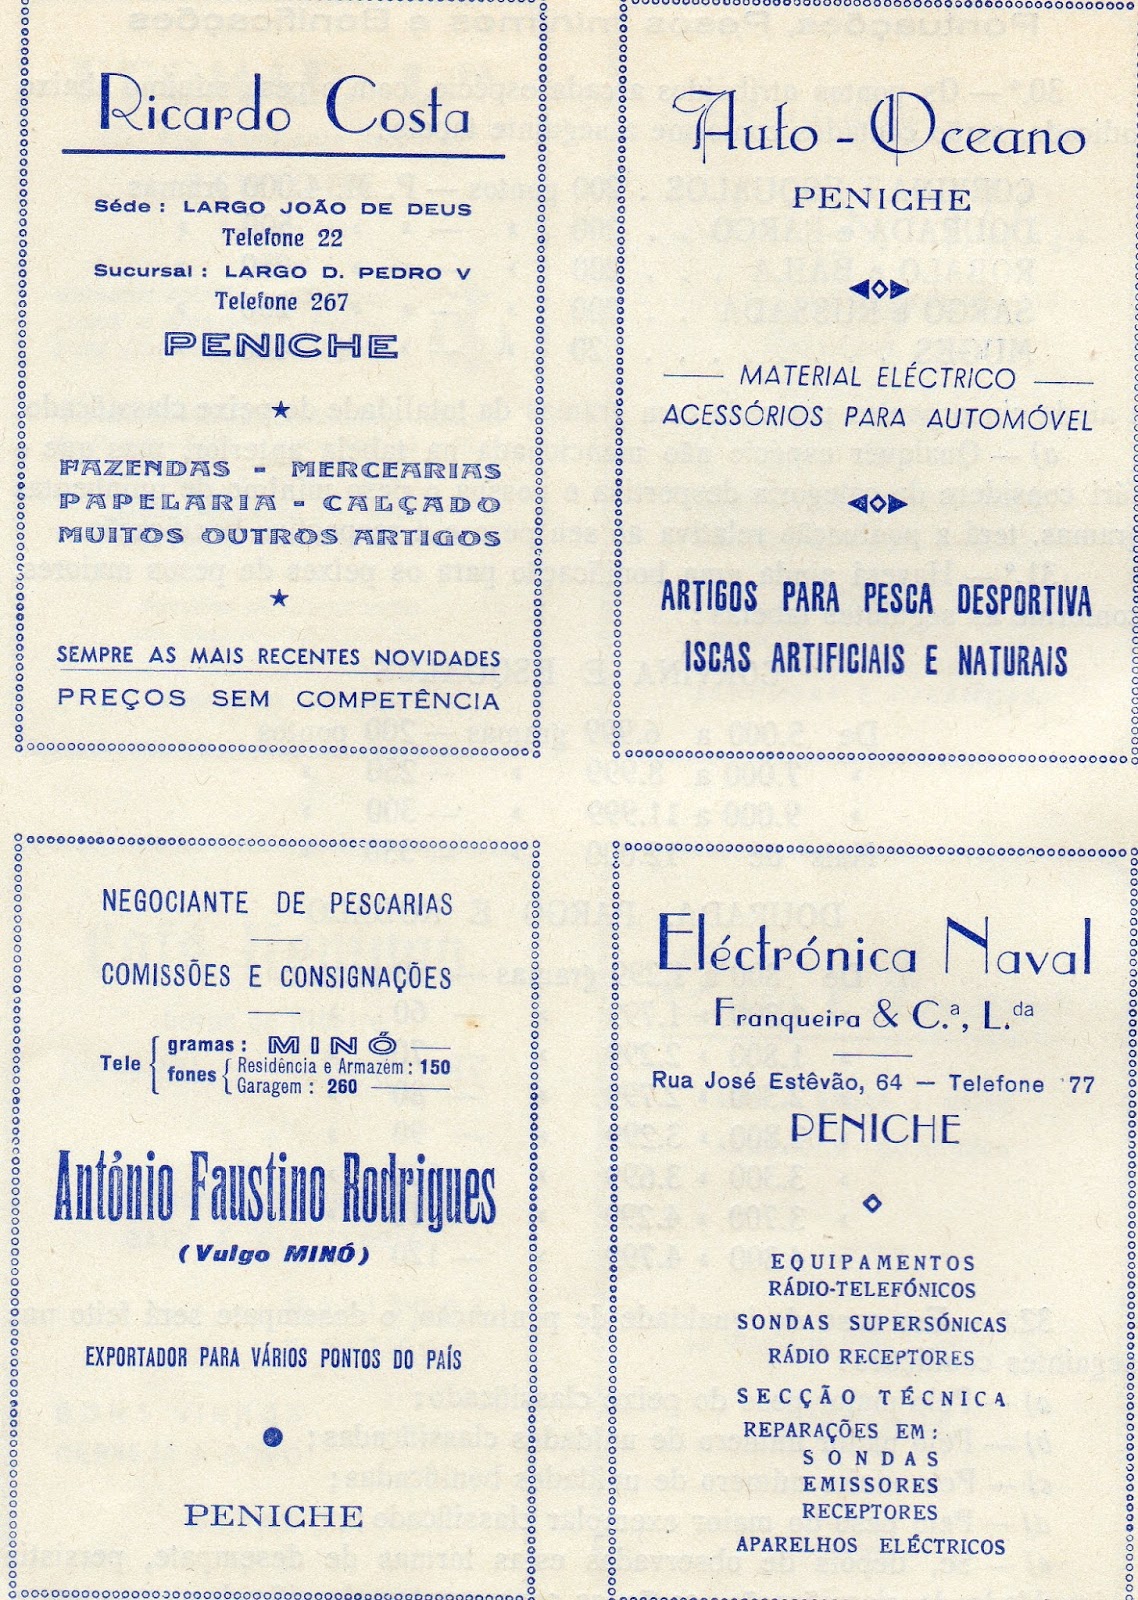 Ricardo Costa
Séde : LARGO JOÃO DE DEUS
Telefone 22
Sucursal : LARGO D. PEDRO V
Telefone 267
PENICHE
FAZENDAS - MERCEARIAS
PAPELARIA - CALÇADO
MUITOS OUTROS ARTIGOS
SEMPRE AS MAIS RECENTES NOVIDADES
PREÇOS SEM COMPETÊNCIA
Auto - Oceano
PENICHE
MATERIAL ELÉCTRICO
ACESSÓRIOS PARA AUTOMÓVEL
ARTIGOS PARA PESCA DESPORTIVA
ISCAS ARTIFICIAIS E NATURAIS
NEGOCIANTE DE PESCARIAS
COMISSÕES E CONSIGNAÇÕES
Tele { gramas : MINÓ
fones { Residência e Armazém : 150
Garagem : 260
António Faustino Rodrigues
(Vulgo MINÓ)
EXPORTADOR PARA VÁRIOS PONTOS DO PAÍS
PENICHE
Eléctrónica Naval
Franqueira & C.ª, L.da
Rua José Estêvão, 64 — Telefone 77
PENICHE
EQUIPAMENTOS
RÁDIO-TELEFÓNICOS
SONDAS SUPERSÓNICAS
RÁDIO RECEPTORES
SECÇÃO TÉCNICA
REPARAÇÕES EM :
SONDAS
EMISSORES
RECEPTORES
APARELHOS ELÉCTRICOS